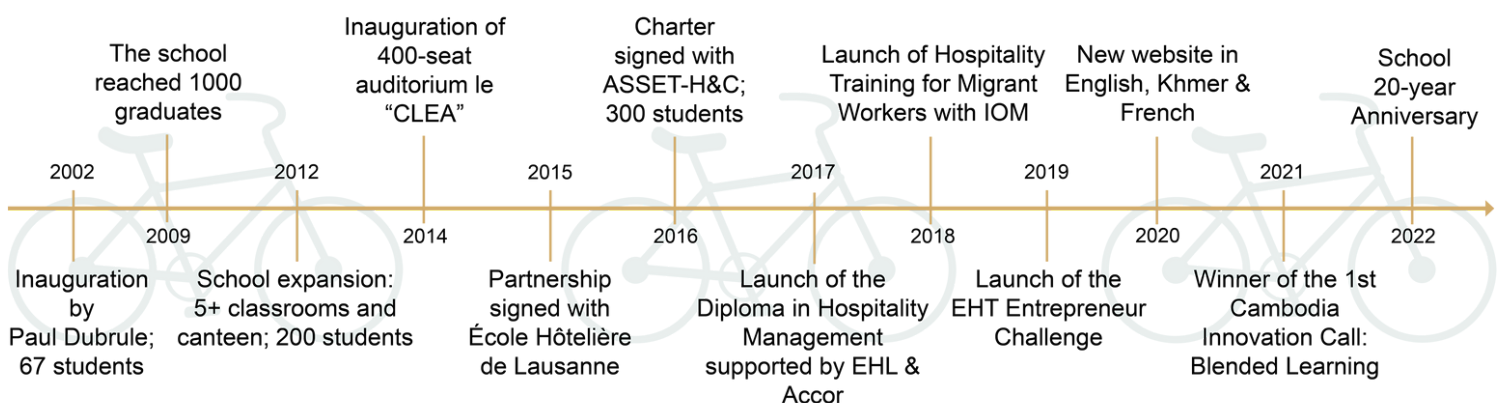 2002
Inauguration
by
Paul Dubrule;
67 students
The school
reached 1000
graduates
2009
2012
School expansion:
5+ classrooms and
canteen; 200 students
Inauguration of
400-seat
auditorium le
“CLEA”
2014
2015
Partnership
signed with
École Hôtelière
de Lausanne
Charter
signed with
ASSET-H&C;
300 students
2016
2017
Launch of the
Diploma in Hospitality
Management
supported by EHL &
Accor
Launch of Hospitality
Training for Migrant
Workers with IOM
2018
2019
Launch of the
EHT Entrepreneur
Challenge
New website in
English, Khmer &
French
2020
2021
Winner of the 1st
Cambodia
Innovation Call:
Blended Learning
School
20-year
Anniversary
2022